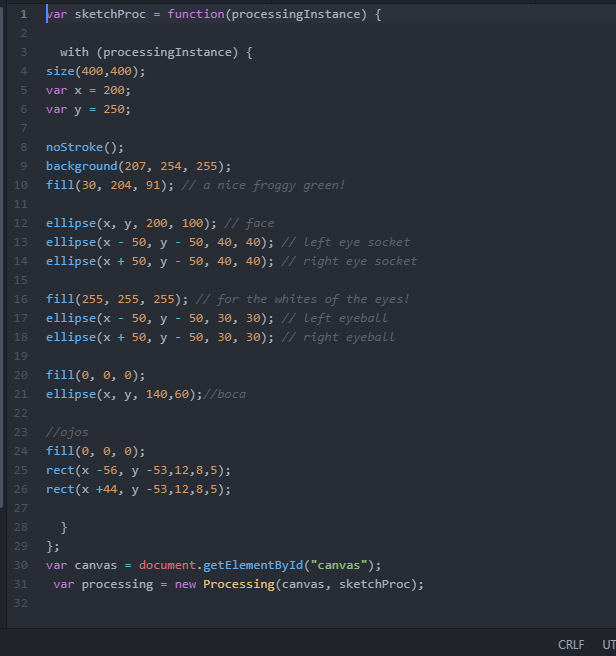 1 var sketchProc = function(processingInstance) {
2
3 with (processingInstance) {
4 size(400,400);
5 var x = 200;
6 var y = 250;
7
8 noStroke();
9 background(207, 254, 255);
10 fill(30, 204, 91); // a nice froggy green!
11
12 ellipse(x, y, 200, 100); // face
13 ellipse(x - 50, y - 50, 40, 40); // left eye socket
14 ellipse(x + 50, y - 50, 40, 40); // right eye socket
15
16 fill(255, 255, 255); // for the whites of the eyes!
17 ellipse(x - 50, y - 50, 30, 30); // left eyeball
18 ellipse(x + 50, y - 50, 30, 30); // right eyeball
19
20 fill(0, 0, 0);
21 ellipse(x, y, 140,60);//boca
22
23 //ojos
24 fill(0, 0, 0);
25 rect(x -56, y -53,12,8,5);
26 rect(x +44, y -53,12,8,5);
27
28 }
29 };
30 var canvas = document.getElementById("canvas");
31 var processing = new Processing(canvas, sketchProc);
32
CRLF UT